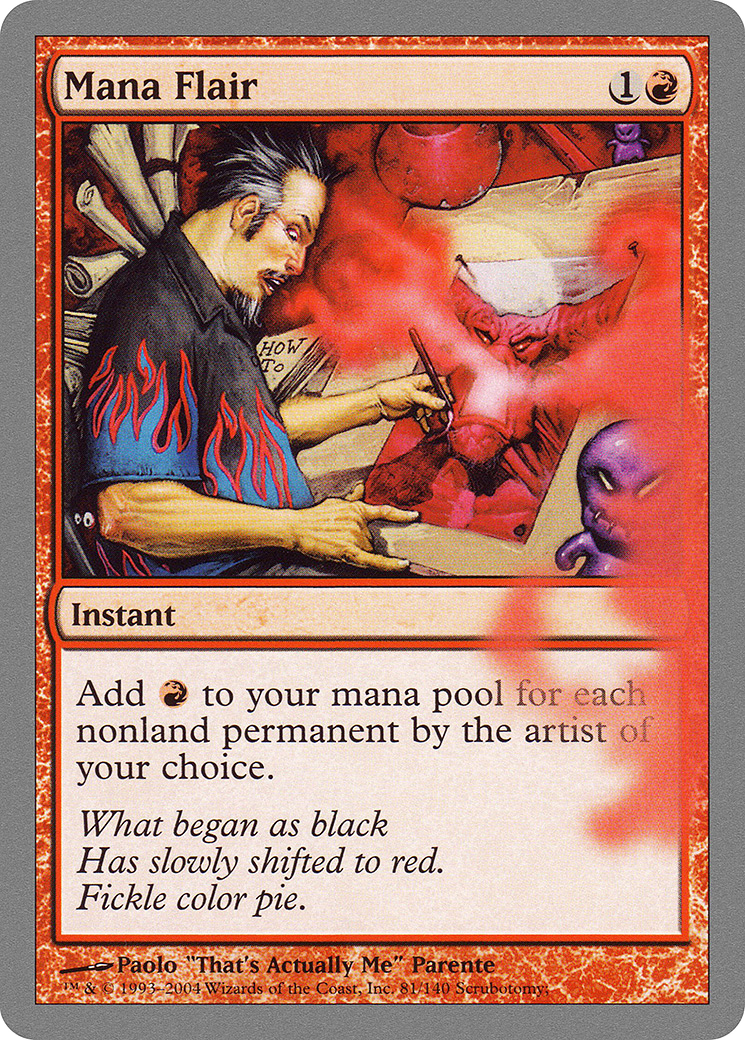 Mana Flair
1
HOW
TO
Instant
Add to your mana pool for each
nonland permanent by the artist of
your choice.
What began as black
Has slowly shifted to red.
Fickle color pie.
Paolo "That's Actually Me" Parente
™ & © 1993–2004 Wizards of the Coast, Inc. 81/140 Scrubotomy;